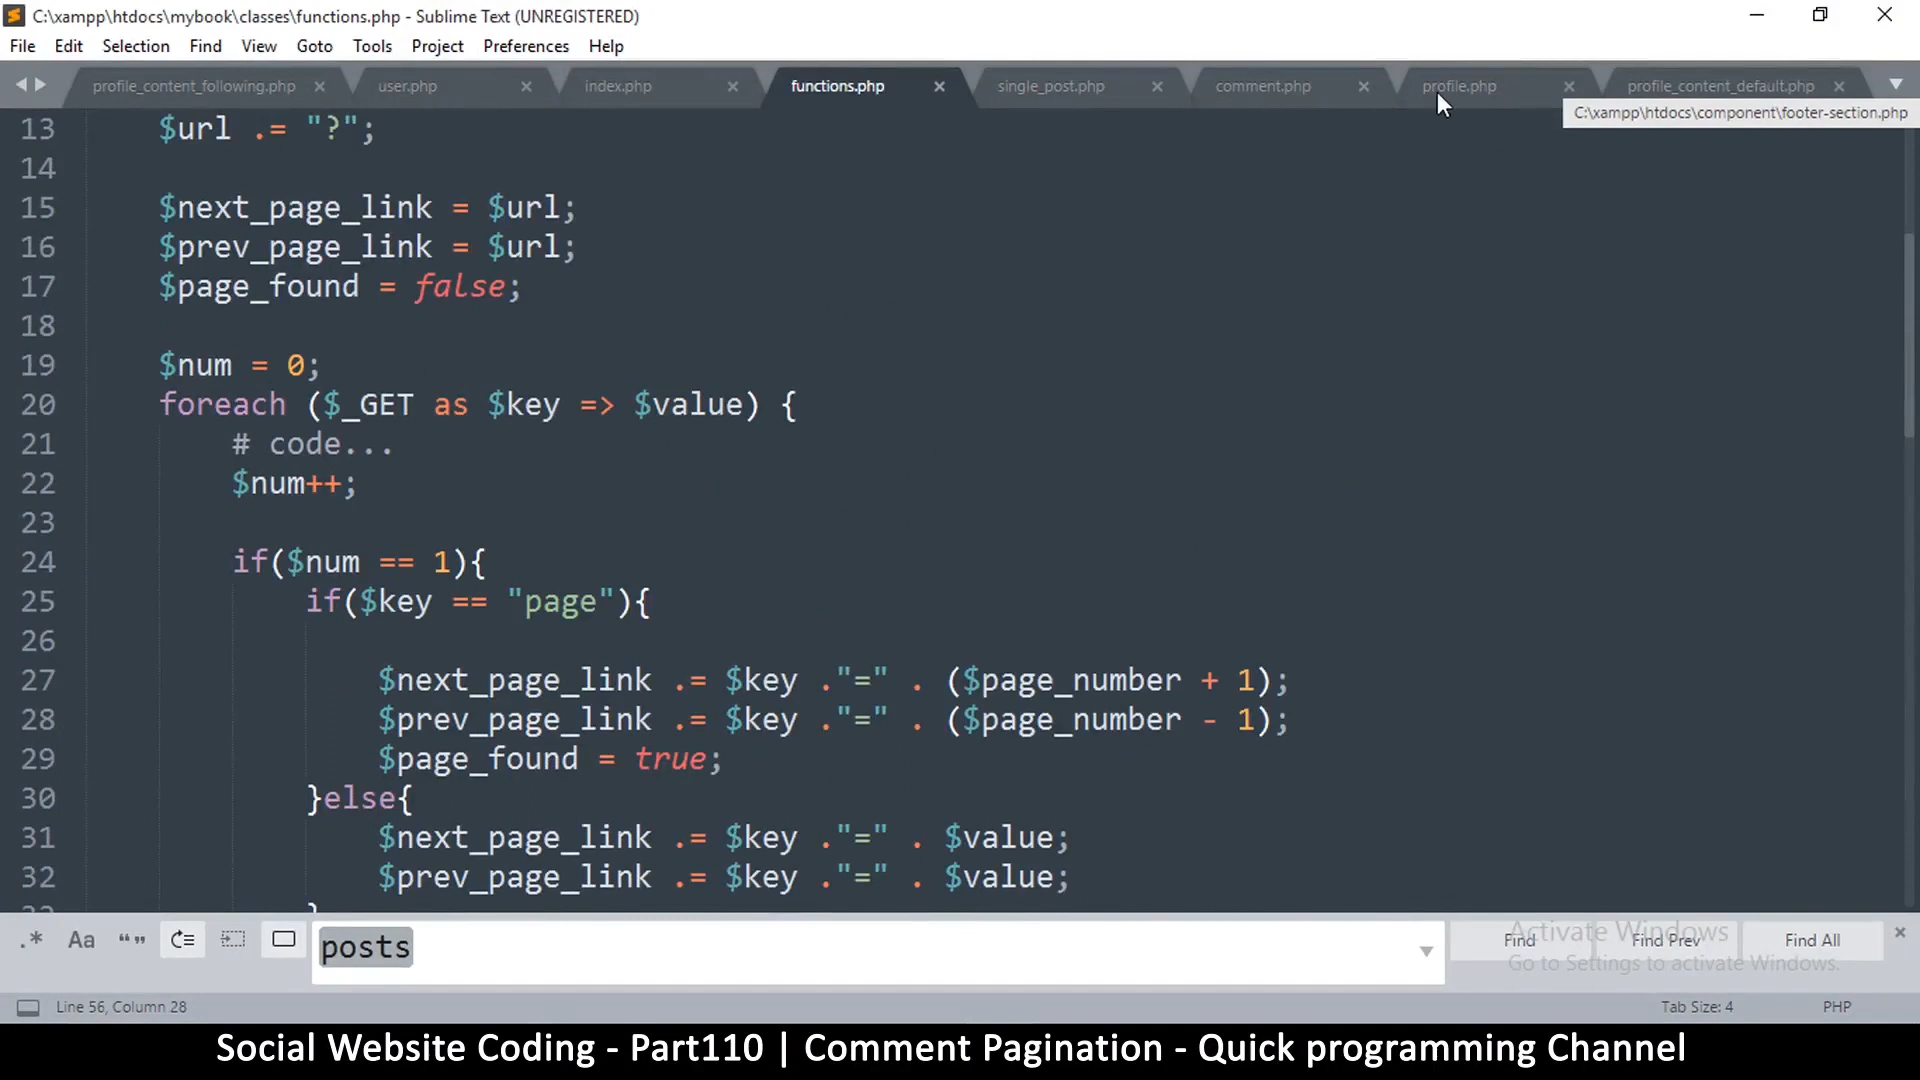 C:\xampp\htdocs\mybook\classes\functions.php - Sublime Text (UNREGISTERED)
File Edit Selection Find View Goto Tools Project Preferences Help
profile_content_following.php user.php index.php functions.php single_post.php comment.php profile.php profile_content_default.php
C:\xampp\htdocs\component\footer-section.php
13 $url .= "?";
14
15 $next_page_link = $url;
16 $prev_page_link = $url;
17 $page_found = false;
18
19 $num = 0;
20 foreach ($_GET as $key => $value) {
21 # code...
22 $num++;
23
24 if($num == 1){
25 if($key == "page"){
26
27 $next_page_link .= $key ."=" . ($page_number + 1);
28 $prev_page_link .= $key ."=" . ($page_number - 1);
29 $page_found = true;
30 }else{
31 $next_page_link .= $key ."=" . $value;
32 $prev_page_link .= $key ."=" . $value;
33 }
.* Aa “” posts Find Find Prev Find All
Activate Windows
Go to Settings to activate Windows.
Line 56, Column 28 Tab Size: 4 PHP
Social Website Coding - Part110 | Comment Pagination - Quick programming Channel